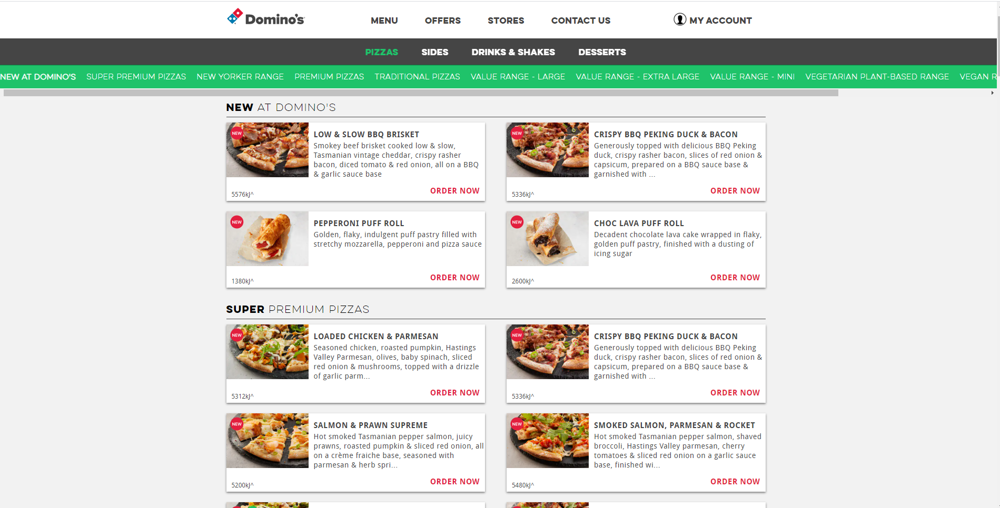 Domino's
MENU OFFERS STORES CONTACT US MY ACCOUNT
PIZZAS SIDES DRINKS & SHAKES DESSERTS
NEW AT DOMINO'S SUPER PREMIUM PIZZAS NEW YORKER RANGE PREMIUM PIZZAS TRADITIONAL PIZZAS VALUE RANGE - LARGE VALUE RANGE - EXTRA LARGE VALUE RANGE - MINI VEGETARIAN PLANT-BASED RANGE VEGAN R
NEW AT DOMINO'S
NEW
LOW & SLOW BBQ BRISKET
Smokey beef brisket cooked low & slow,
Tasmanian vintage cheddar, crispy rasher
bacon, diced tomato & red onion, all on a BBQ
& garlic sauce base
5576kJ^
ORDER NOW
NEW
CRISPY BBQ PEKING DUCK & BACON
Generously topped with delicious BBQ Peking
duck, crispy rasher bacon, slices of red onion &
capsicum, prepared on a BBQ sauce base &
garnished with ...
5336kJ^
ORDER NOW
NEW
PEPPERONI PUFF ROLL
Golden, flaky, indulgent puff pastry filled with
stretchy mozzarella, pepperoni and pizza sauce
1380kJ^
ORDER NOW
NEW
CHOC LAVA PUFF ROLL
Decadent chocolate lava cake wrapped in flaky,
golden puff pastry, finished with a dusting of
icing sugar
2600kJ^
ORDER NOW
SUPER PREMIUM PIZZAS
NEW
LOADED CHICKEN & PARMESAN
Seasoned chicken, roasted pumpkin, Hastings
Valley Parmesan, olives, baby spinach, sliced
red onion & mushrooms, topped with a drizzle
of garlic parm...
5312kJ^
ORDER NOW
NEW
CRISPY BBQ PEKING DUCK & BACON
Generously topped with delicious BBQ Peking
duck, crispy rasher bacon, slices of red onion &
capsicum, prepared on a BBQ sauce base &
garnished with ...
5336kJ^
ORDER NOW
NEW
SALMON & PRAWN SUPREME
Hot smoked Tasmanian pepper salmon, juicy
prawns, roasted pumpkin & sliced red onion, all
on a crème fraiche base, seasoned with
parmesan & herb spri...
5200kJ^
ORDER NOW
NEW
SMOKED SALMON, PARMESAN & ROCKET
Hot smoked Tasmanian pepper salmon, shaved
broccoli, Hastings Valley parmesan, cherry
tomatoes & sliced red onion on a garlic sauce
base, finished wi...
5480kJ^
ORDER NOW